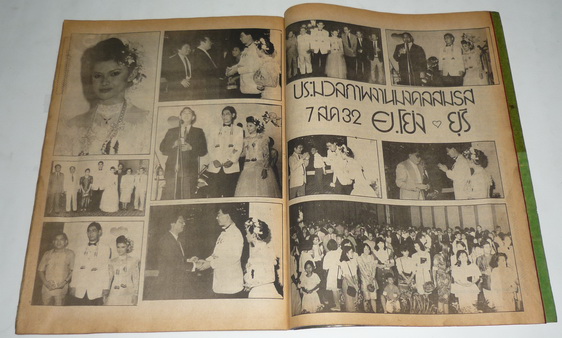 ประมวลภาพงานมงคลสมรส
7 สค 32 ย.โย่ง ♡ ยุรี